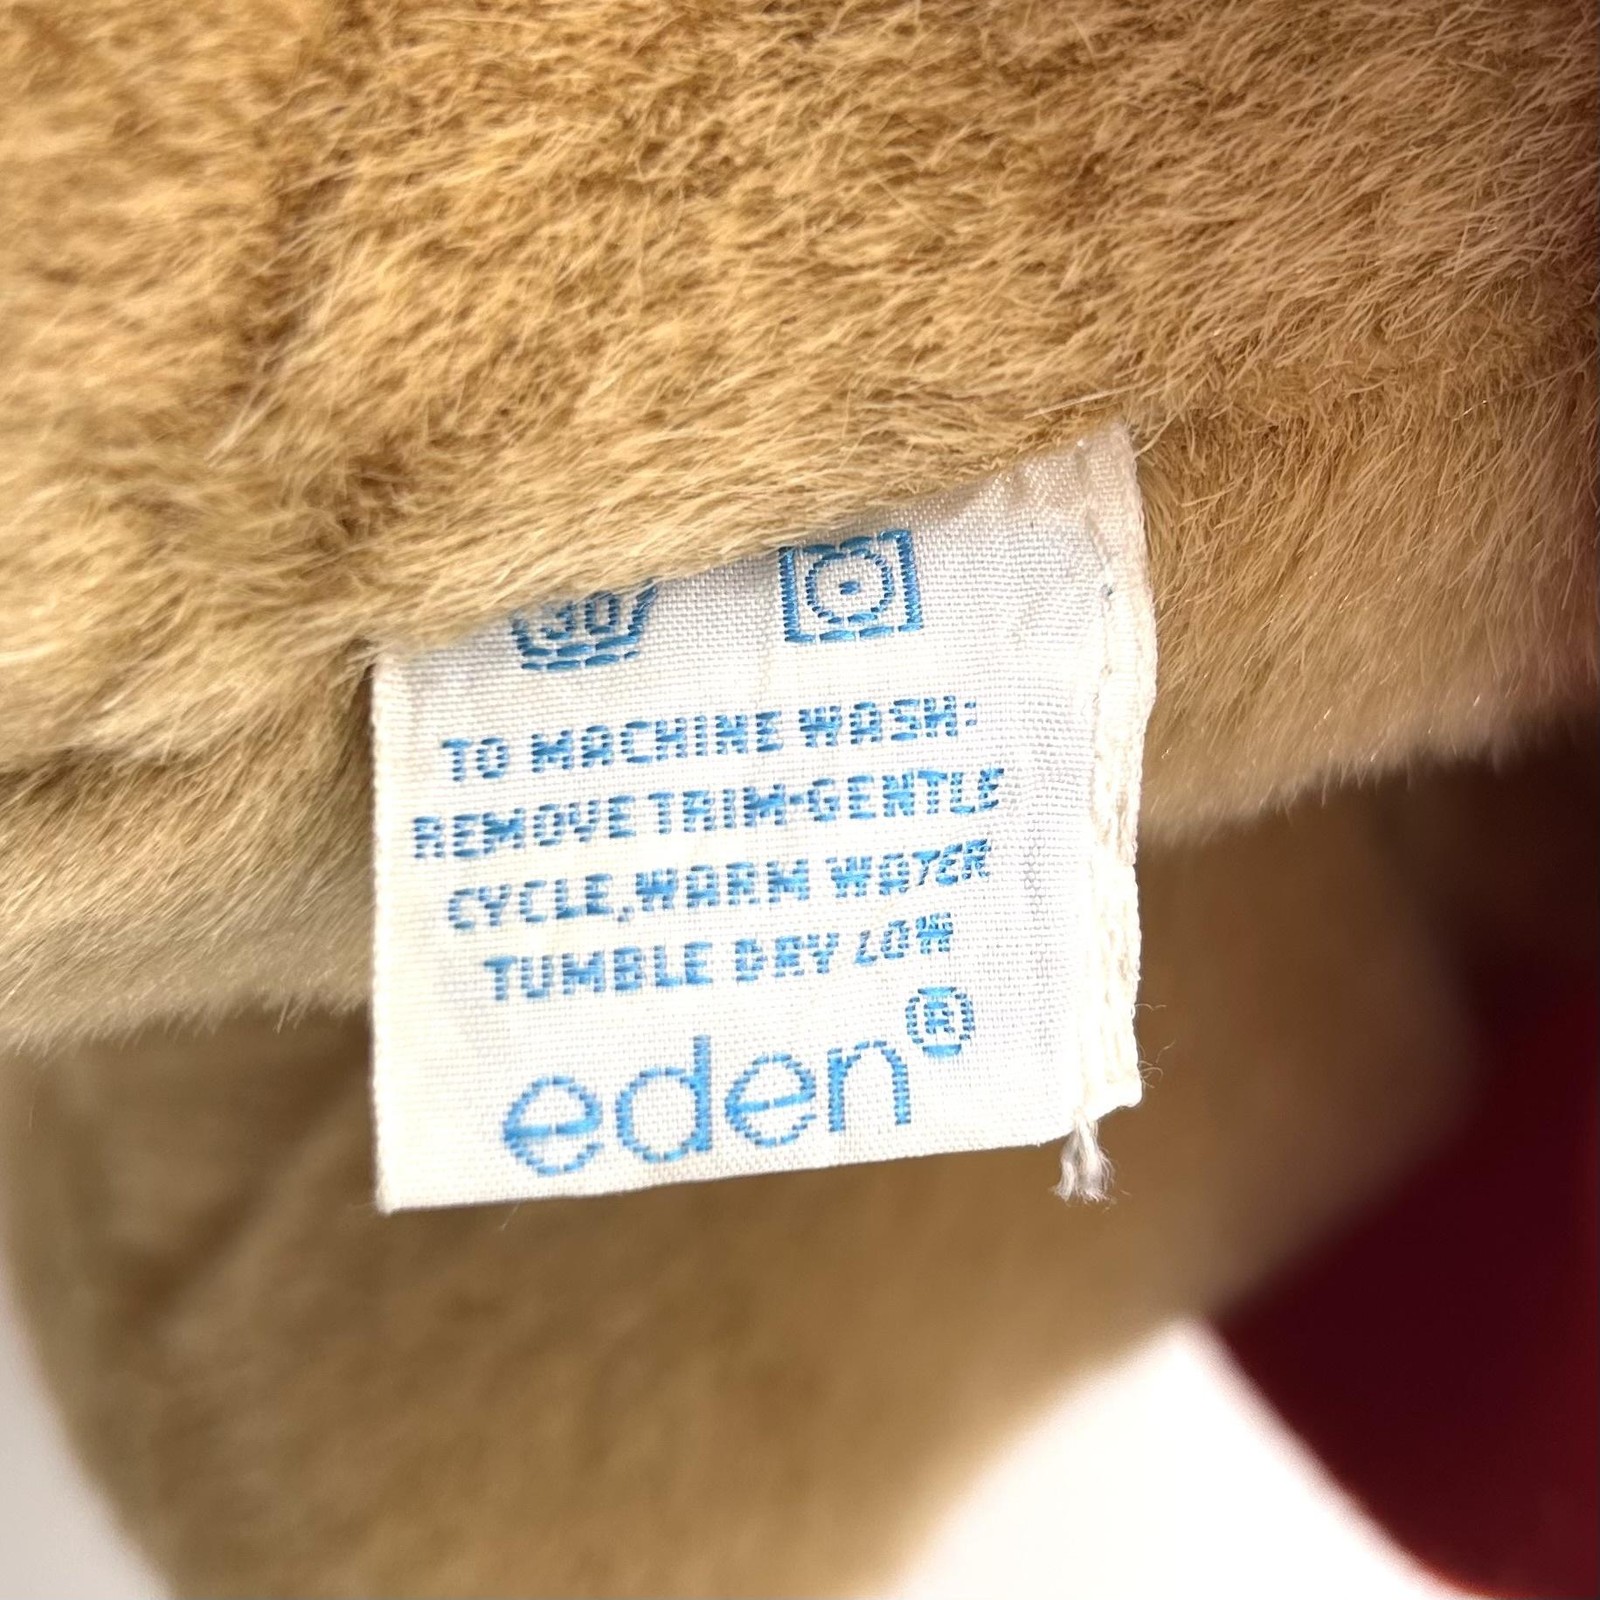 30
TO MACHINE WASH:
REMOVE TRIM-GENTLE
CYCLE, WARM WATER
TUMBLE DRY LOW
eden®